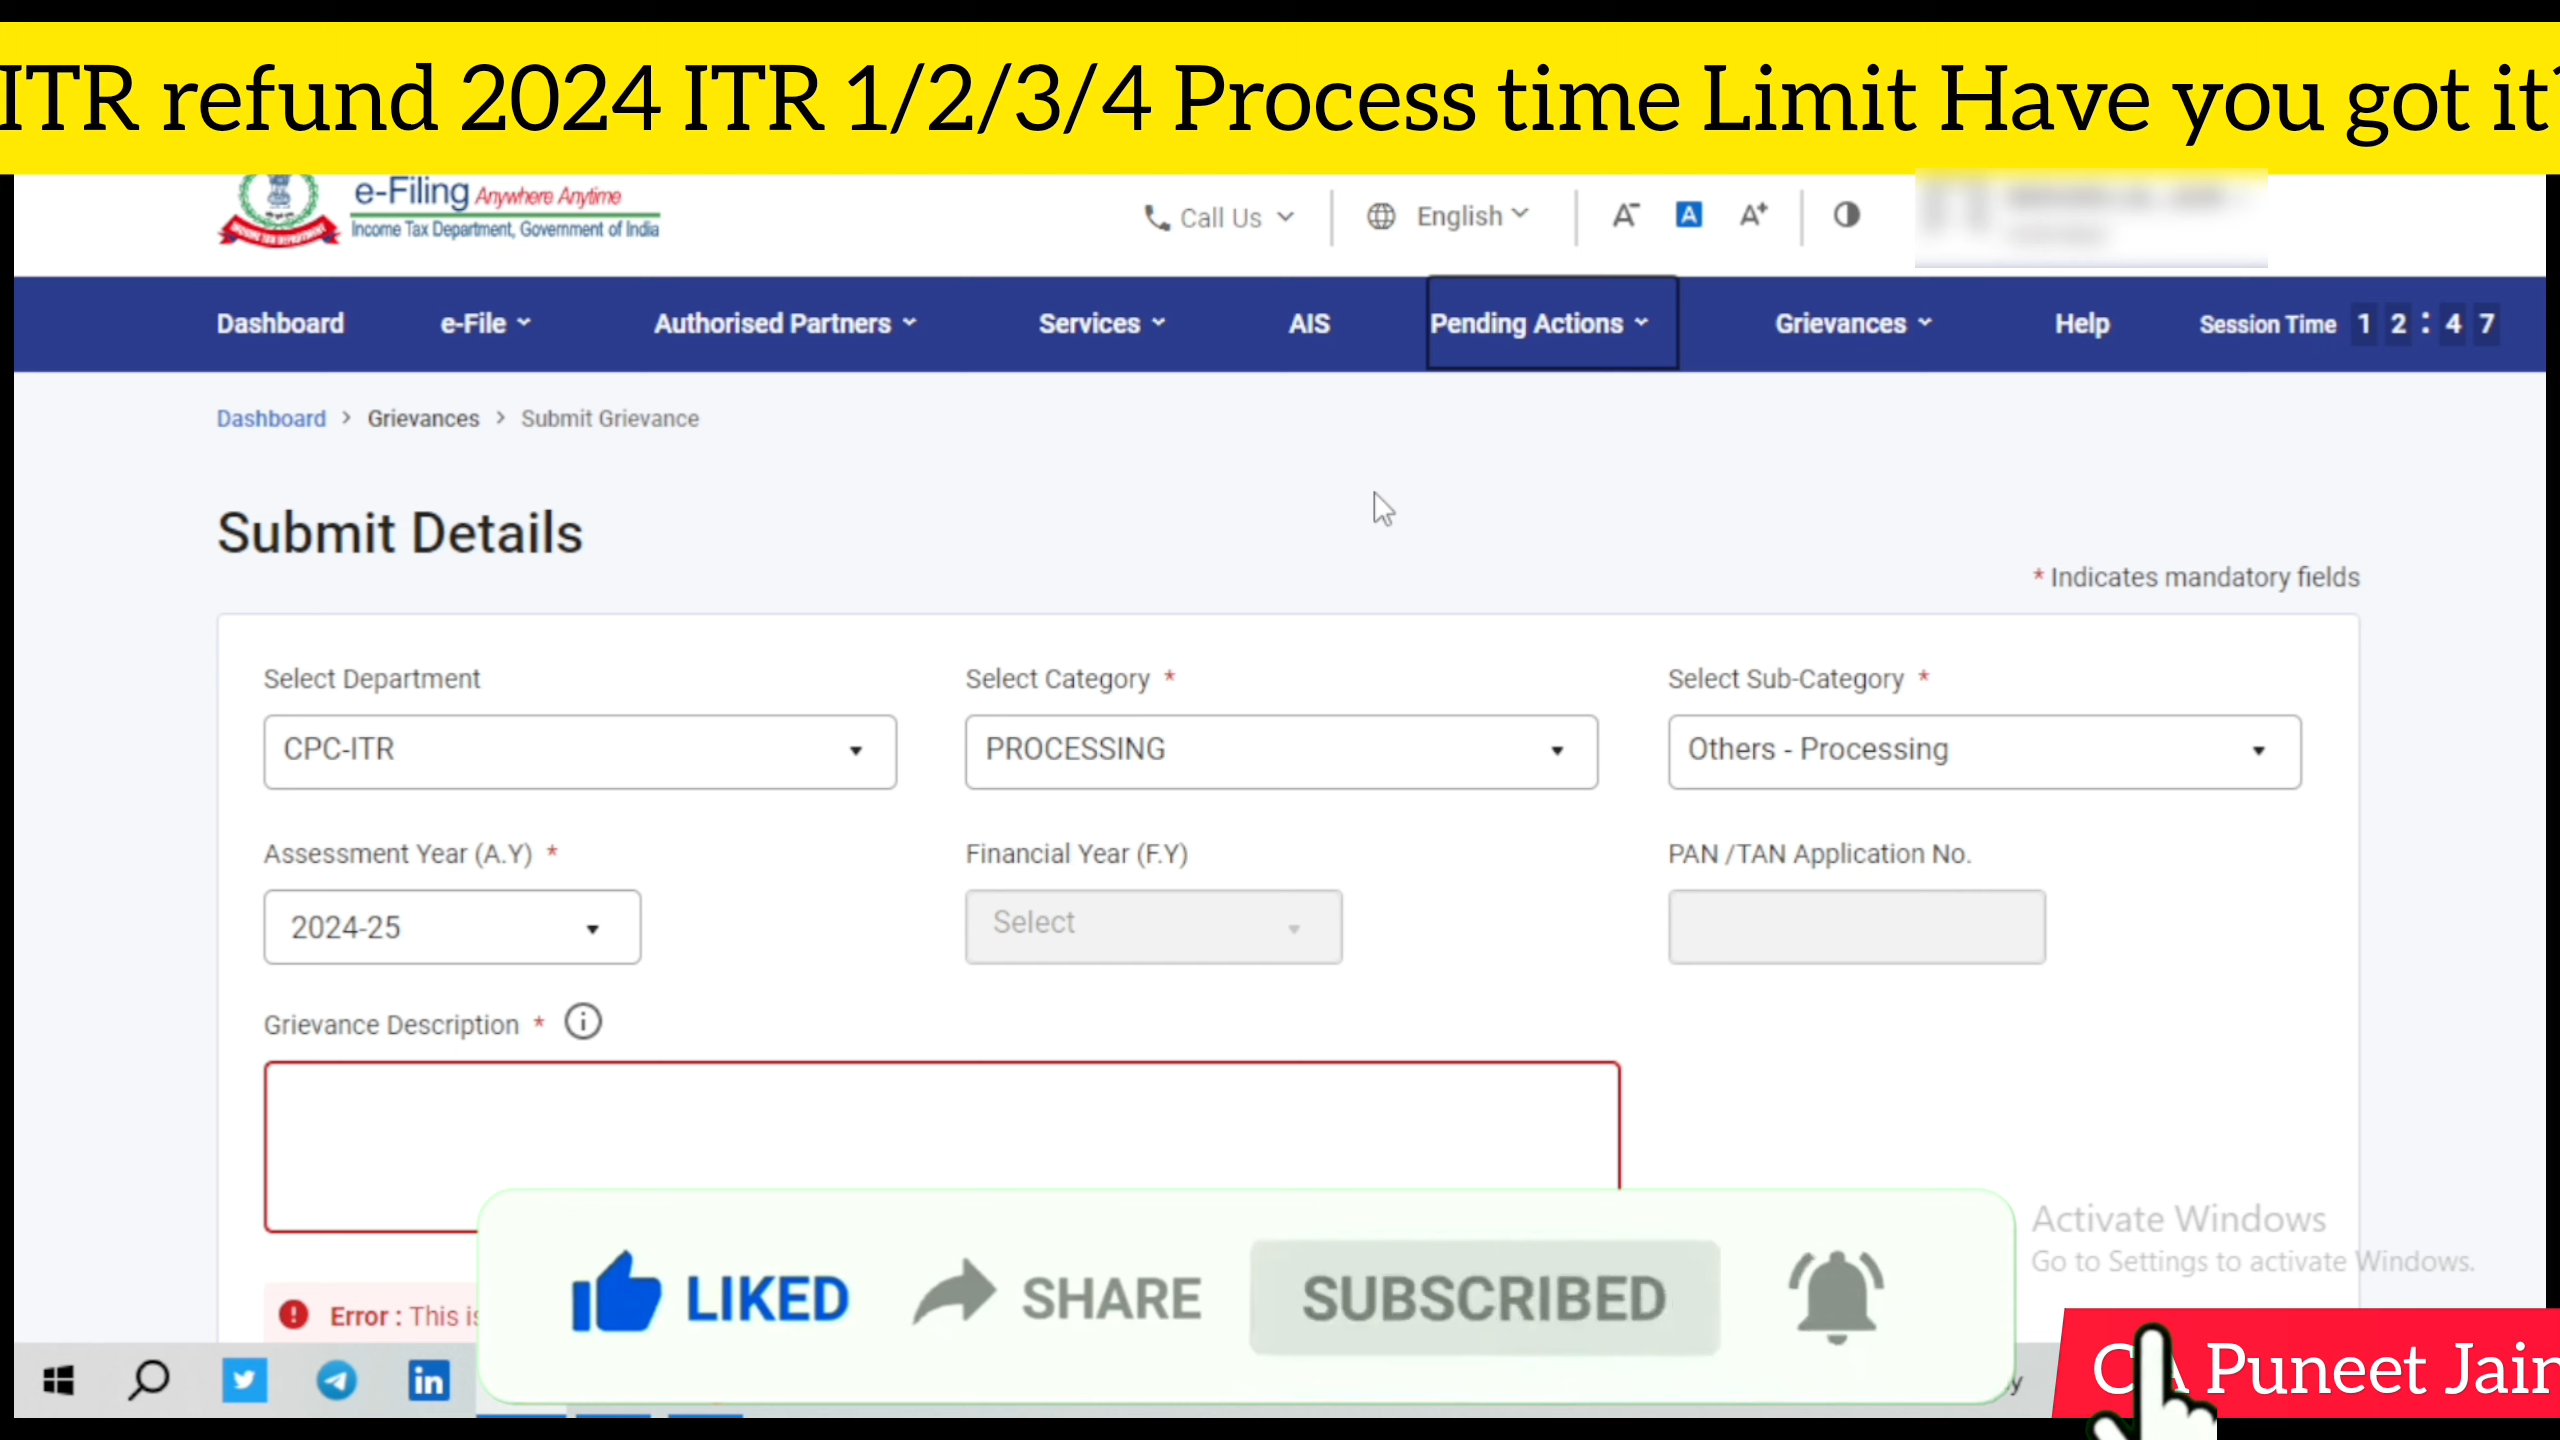 ITR refund 2024 ITR 1/2/3/4 Process time Limit Have you got it?
e-Filing Anywhere Anytime
Income Tax Department, Government of India
Call Us
English
A- A A+
Dashboard e-File Authorised Partners Services AIS Pending Actions Grievances Help Session Time 12:47
Dashboard > Grievances > Submit Grievance
Submit Details
* Indicates mandatory fields
Select Department Select Category * Select Sub-Category *
CPC-ITR PROCESSING Others - Processing
Assessment Year (A.Y) * Financial Year (F.Y) PAN /TAN Application No.
2024-25 Select
Grievance Description *
Activate Windows
Go to Settings to activate Windows.
Error : This is
LIKED SHARE SUBSCRIBED
CA Puneet Jain